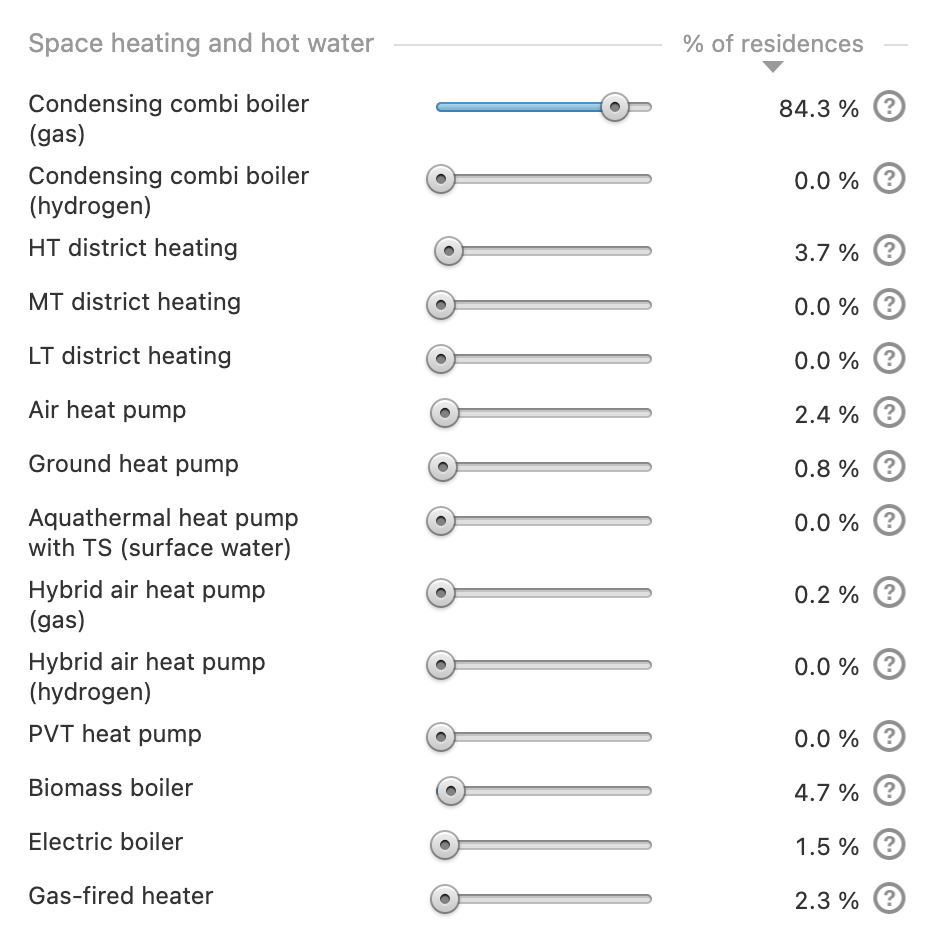 Space heating and hot water % of residences
Condensing combi boiler
(gas)
84.3 % ?
Condensing combi boiler
(hydrogen)
0.0 % ?
HT district heating 3.7 % ?
MT district heating 0.0 % ?
LT district heating 0.0 % ?
Air heat pump 2.4 % ?
Ground heat pump 0.8 % ?
Aquathermal heat pump
with TS (surface water)
0.0 % ?
Hybrid air heat pump
(gas)
0.2 % ?
Hybrid air heat pump
(hydrogen)
0.0 % ?
PVT heat pump 0.0 % ?
Biomass boiler 4.7 % ?
Electric boiler 1.5 % ?
Gas-fired heater 2.3 % ?